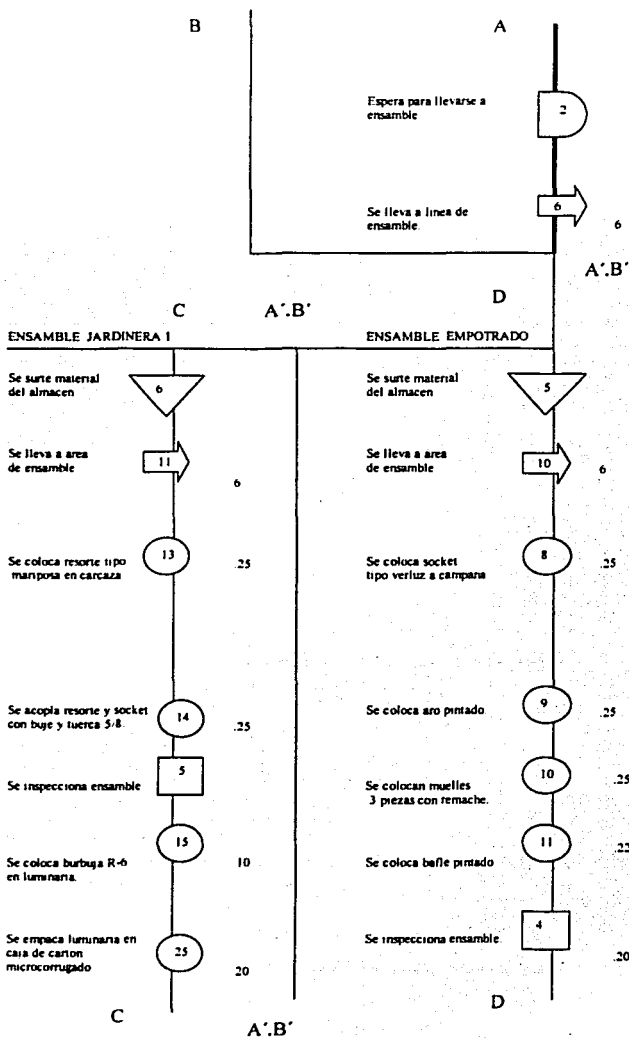 B
A
Espera para llevarse a
ensamble
2
Se lleva a linea de
ensamble.
6
6
A´.B´
C
A´.B´
D
ENSAMBLE JARDINERA 1
ENSAMBLE EMPOTRADO
Se surte material
del almacen
6
Se surte material
del almacen
5
Se lleva a area
de ensamble
11
6
Se lleva a area
de ensamble
10
6
Se coloca resorte tipo
mariposa en carcaza
13
.25
Se coloca socket
tipo verluz a campana
8
.25
Se acopla resorte y socket
con buje y tuerca 5/8.
14
.25
Se coloca aro pintado.
9
.25
Se inspecciona ensamble
5
Se colocan muelles
3 piezas con remache.
10
.25
Se coloca burbuja R-6
en luminaria.
15
10
Se coloca bafle pintado
11
.22
Se empaca luminaria en
caja de carton
microcorrugado
25
20
Se inspecciona ensamble.
4
.20
C
A´.B´
D